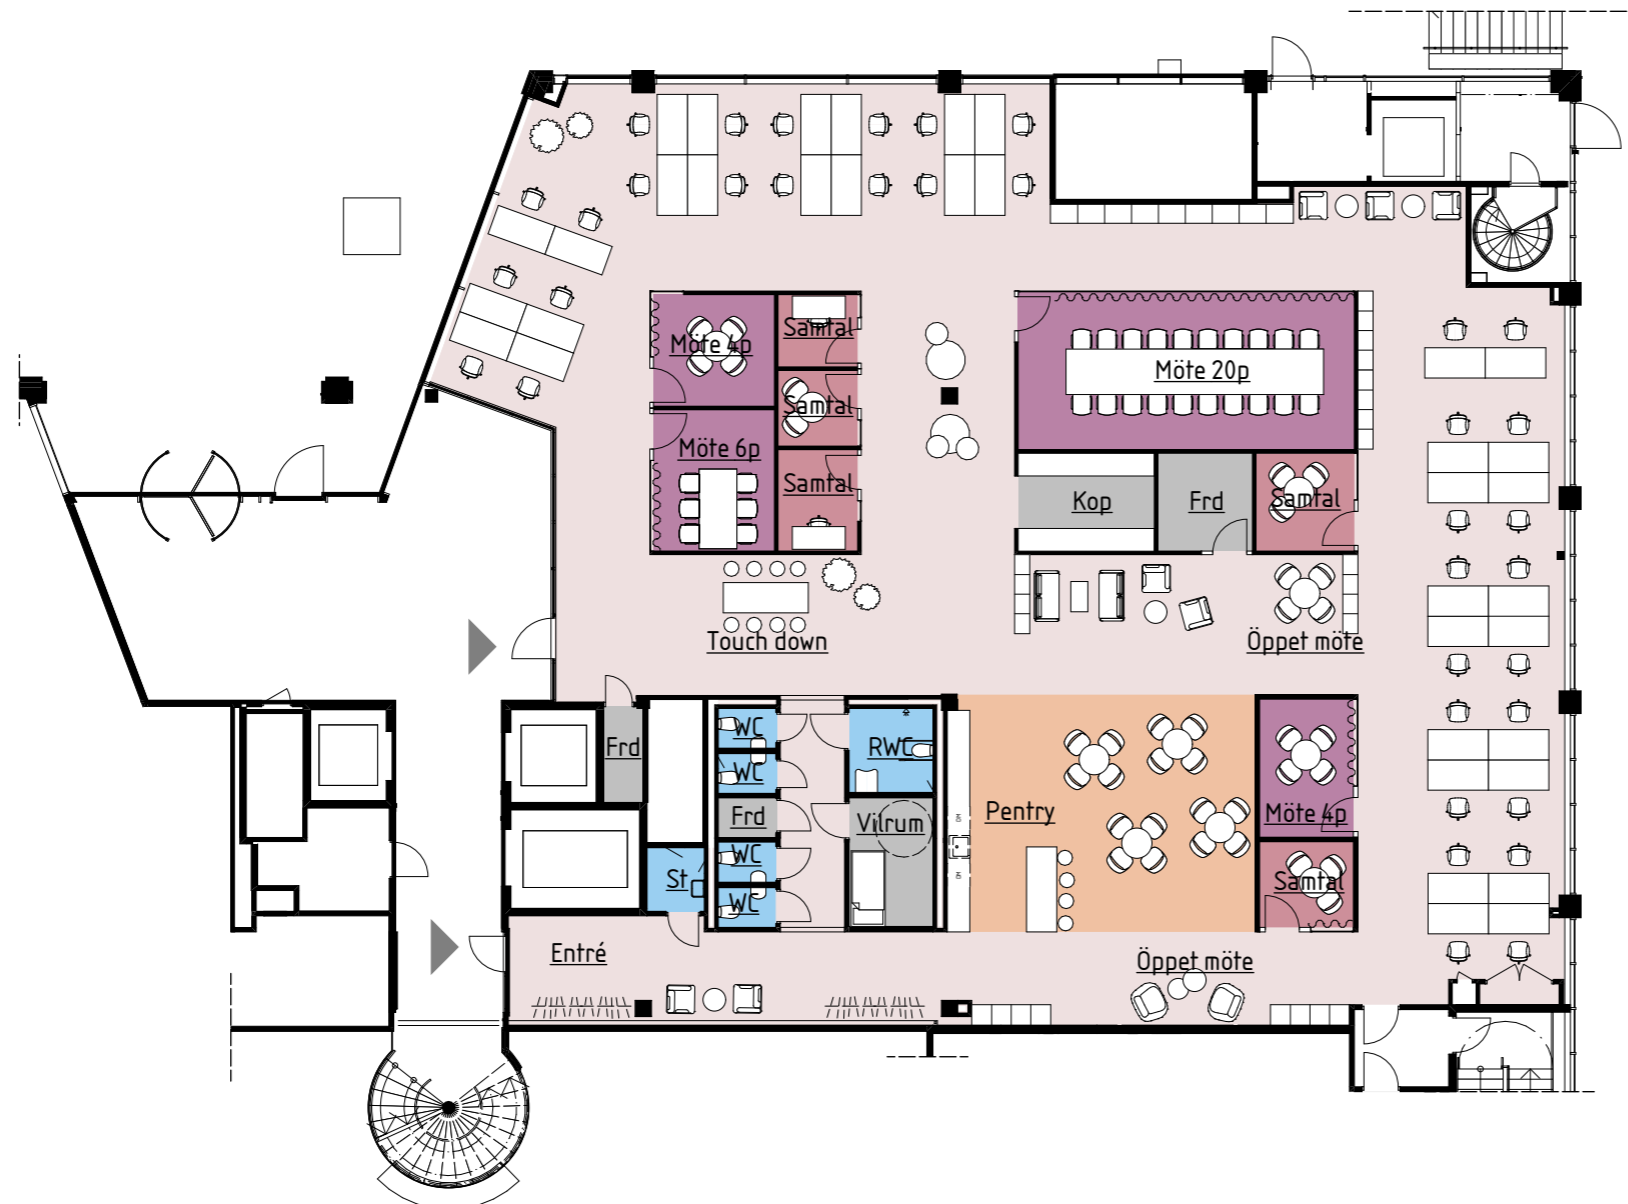 Samtal
Möte 4p
Möte 20p
Samtal
Möte 6p
Samtal
Kop
Frd
Samtal
Touch down
Öppet möte
WC
RWC
Frd
WC
Frd
Vilrum
Pentry
Möte 4p
WC
St
Samtal
WC
Entré
Öppet möte